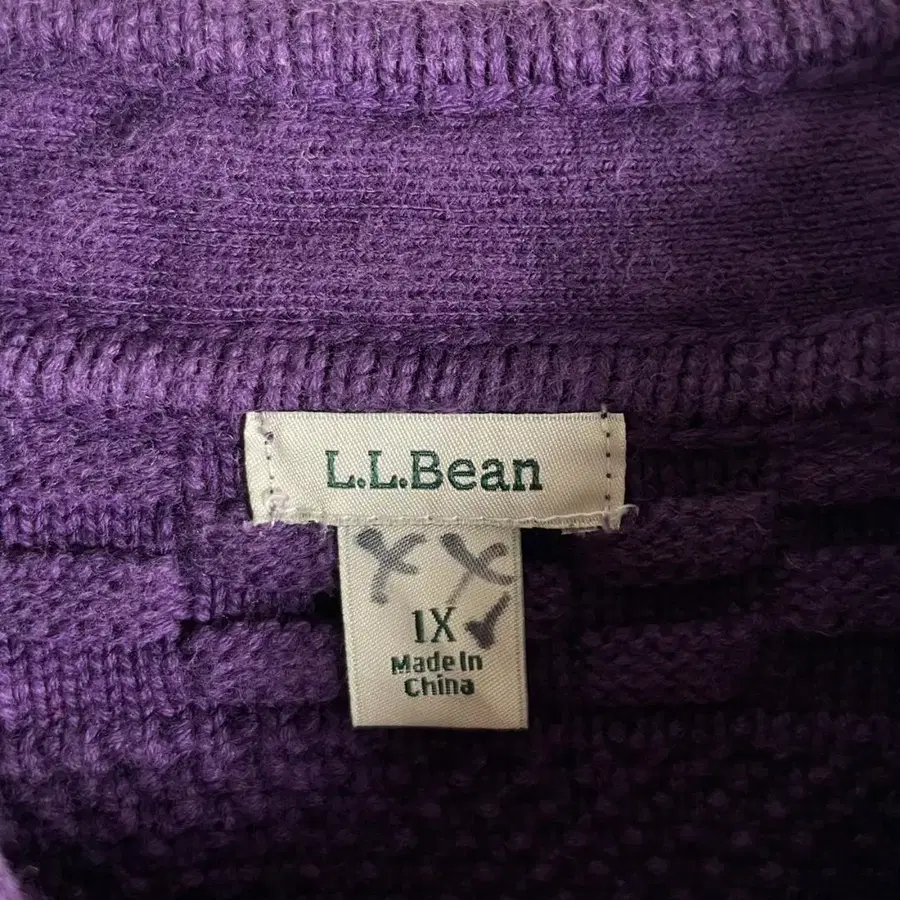 L.L.Bean
X X
1X
Made In
China